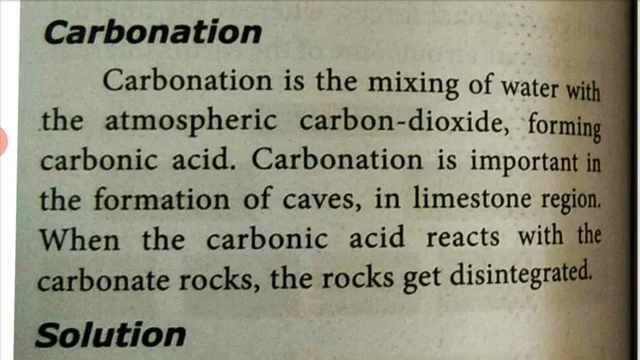 Carbonation
Carbonation is the mixing of water with
the atmospheric carbon-dioxide, forming
carbonic acid. Carbonation is important in
the formation of caves, in limestone region.
When the carbonic acid reacts with the
carbonate rocks, the rocks get disintegrated.
Solution